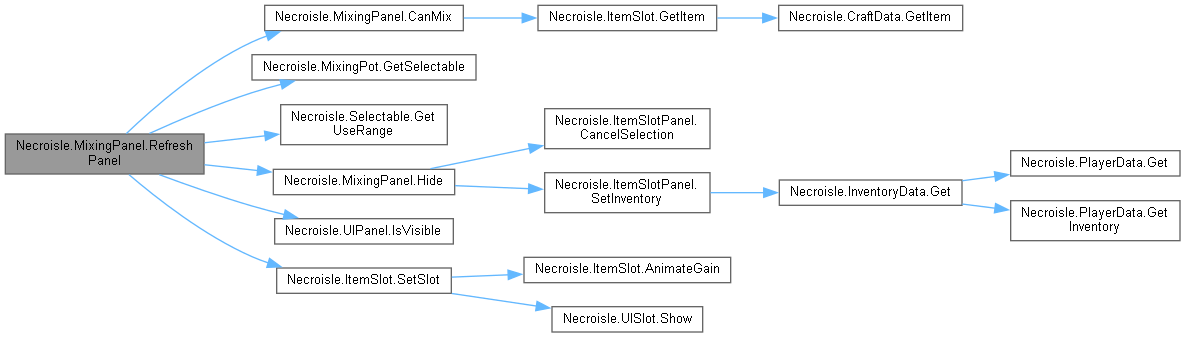 Necroisle.MixingPanel.Refresh
Panel
Necroisle.MixingPanel.CanMix
Necroisle.ItemSlot.GetItem
Necroisle.CraftData.GetItem
Necroisle.MixingPot.GetSelectable
Necroisle.Selectable.Get
UseRange
Necroisle.MixingPanel.Hide
Necroisle.ItemSlotPanel.
CancelSelection
Necroisle.ItemSlotPanel.
SetInventory
Necroisle.InventoryData.Get
Necroisle.PlayerData.Get
Necroisle.PlayerData.Get
Inventory
Necroisle.UIPanel.IsVisible
Necroisle.ItemSlot.SetSlot
Necroisle.ItemSlot.AnimateGain
Necroisle.UISlot.Show